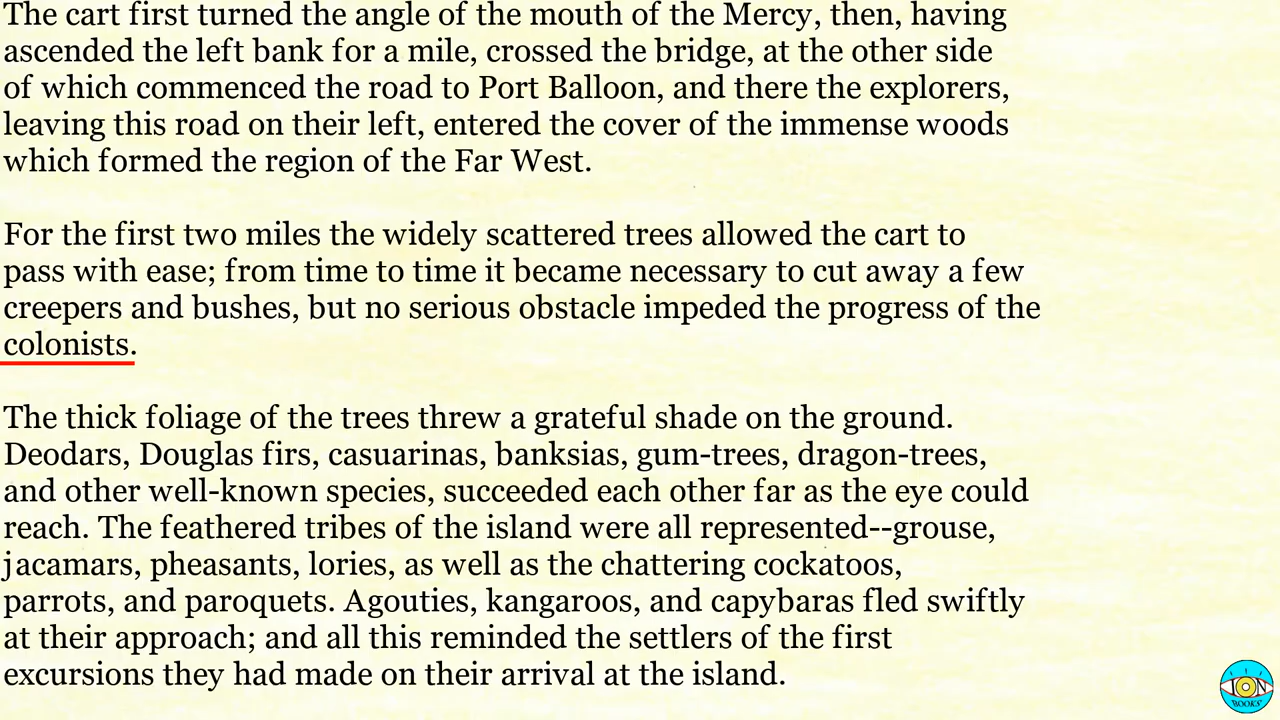 The cart first turned the angle of the mouth of the Mercy, then, having
ascended the left bank for a mile, crossed the bridge, at the other side
of which commenced the road to Port Balloon, and there the explorers,
leaving this road on their left, entered the cover of the immense woods
which formed the region of the Far West.
For the first two miles the widely scattered trees allowed the cart to
pass with ease; from time to time it became necessary to cut away a few
creepers and bushes, but no serious obstacle impeded the progress of the
colonists.
The thick foliage of the trees threw a grateful shade on the ground.
Deodars, Douglas firs, casuarinas, banksias, gum-trees, dragon-trees,
and other well-known species, succeeded each other far as the eye could
reach. The feathered tribes of the island were all represented--grouse,
jacamars, pheasants, lories, as well as the chattering cockatoos,
parrots, and paroquets. Agouties, kangaroos, and capybaras fled swiftly
at their approach; and all this reminded the settlers of the first
excursions they had made on their arrival at the island.
ION
BOOKS